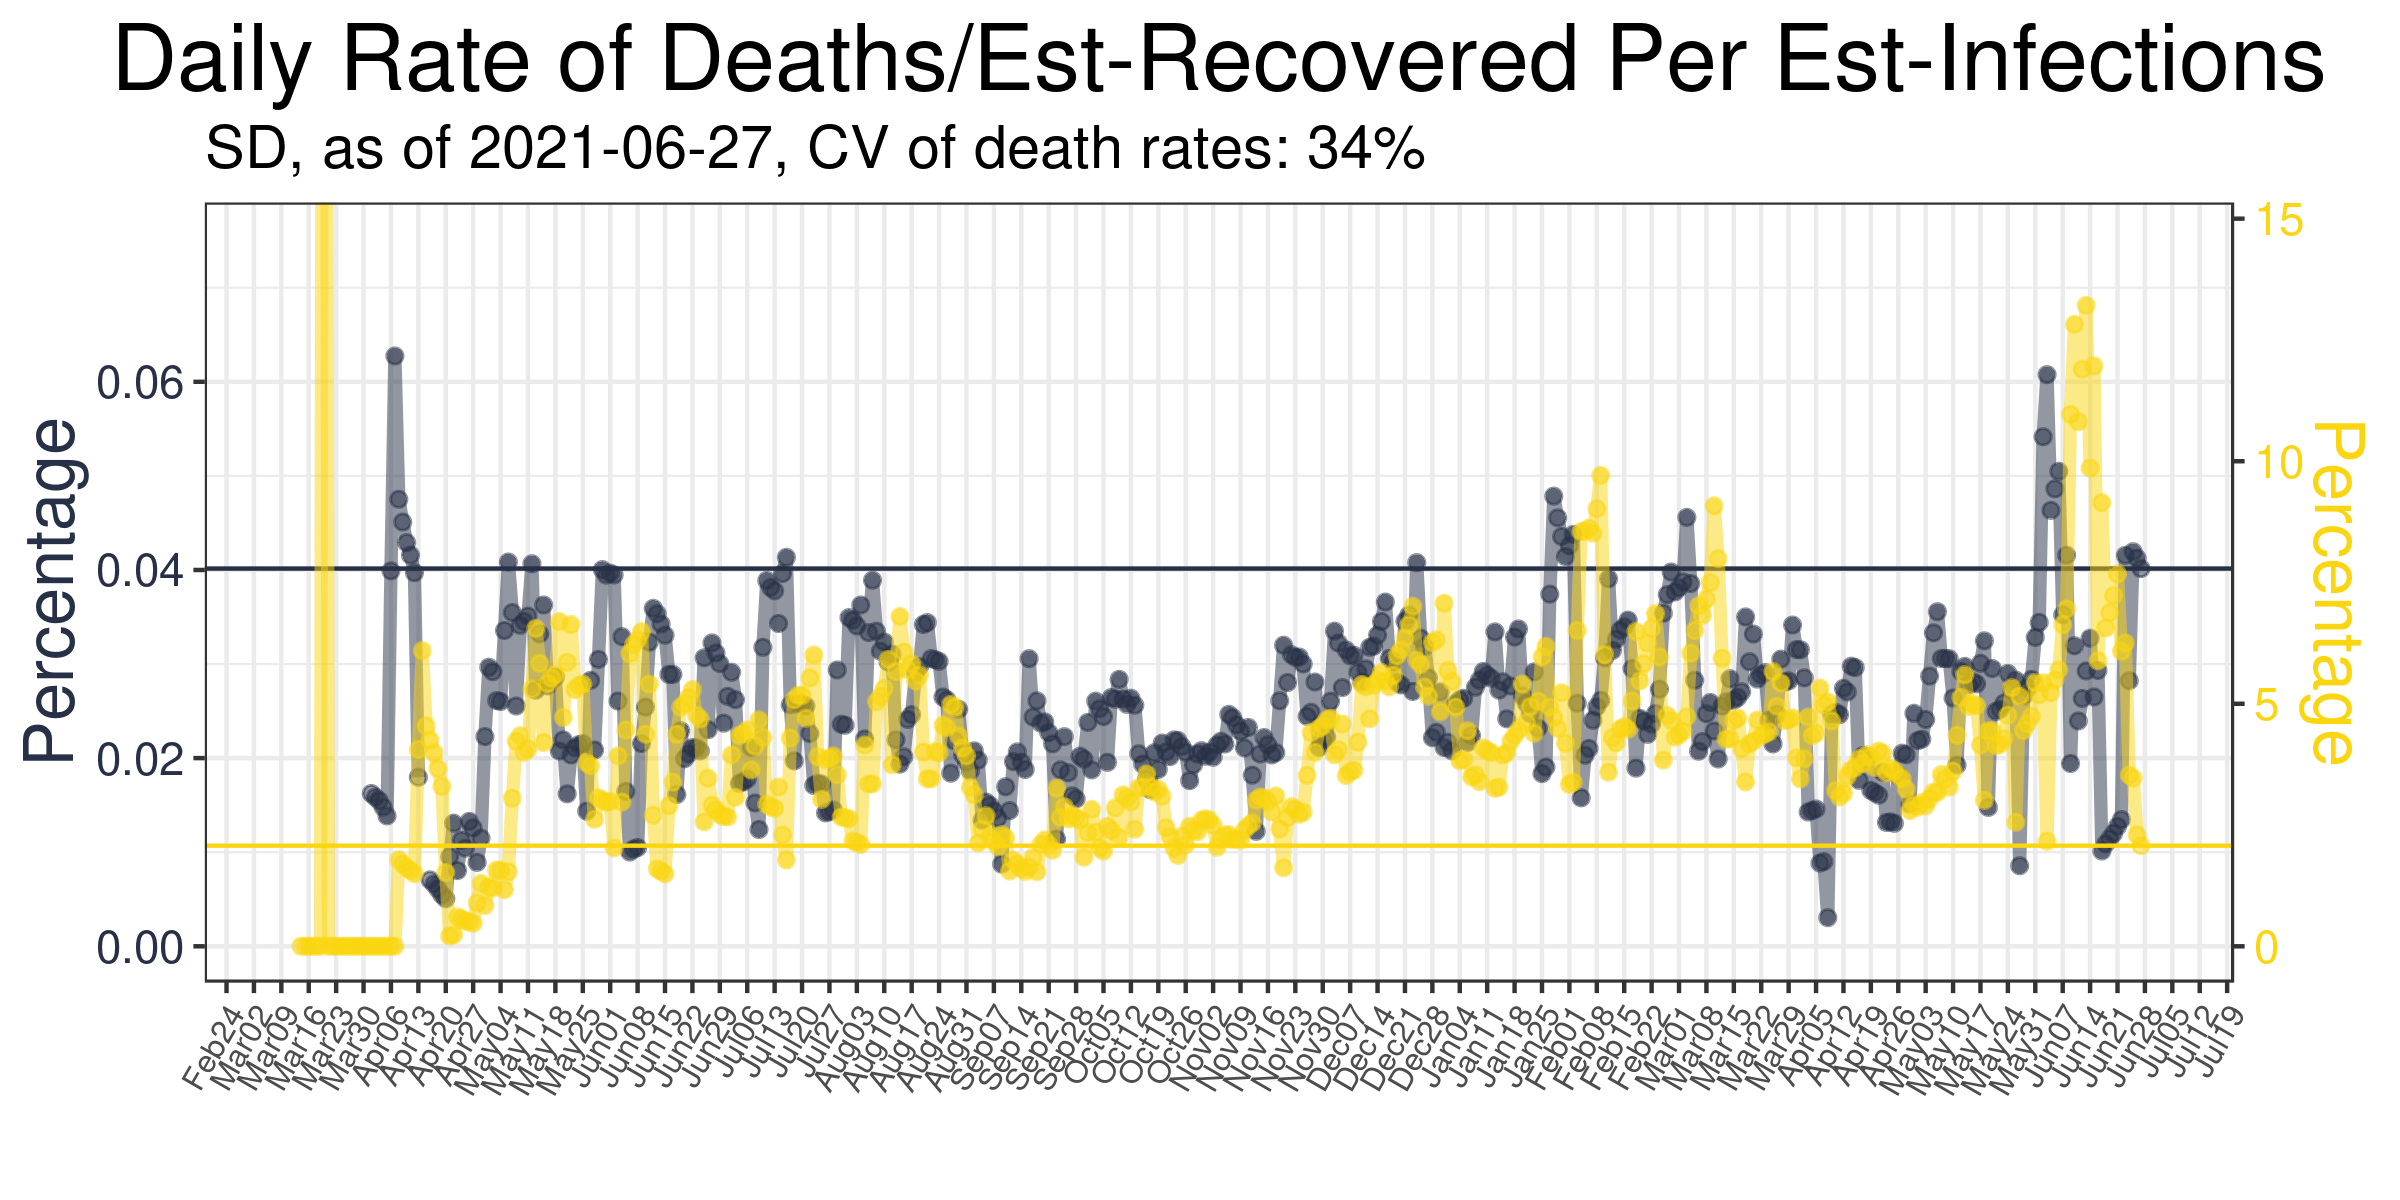 Daily Rate of Deaths/Est-Recovered Per Est-Infections
SD, as of 2021-06-27, CV of death rates: 34%
Percentage
0.06
0.04
0.02
0.00
15
10
5
0
Percentage
Feb24
Mar02
Mar09
Mar16
Mar23
Mar30
Apr06
Apr13
Apr20
Apr27
May04
May11
May18
May25
Jun01
Jun08
Jun15
Jun22
Jun29
Jul06
Jul13
Jul20
Jul27
Aug03
Aug10
Aug17
Aug24
Aug31
Sep07
Sep14
Sep21
Sep28
Oct05
Oct12
Oct19
Oct26
Nov02
Nov09
Nov16
Nov23
Nov30
Dec07
Dec14
Dec21
Dec28
Jan04
Jan11
Jan18
Jan25
Feb01
Feb08
Feb15
Feb22
Mar01
Mar08
Mar15
Mar22
Mar29
Apr05
Apr12
Apr19
Apr26
May03
May10
May17
May24
May31
Jun07
Jun14
Jun21
Jun28
Jul05
Jul12
Jul19